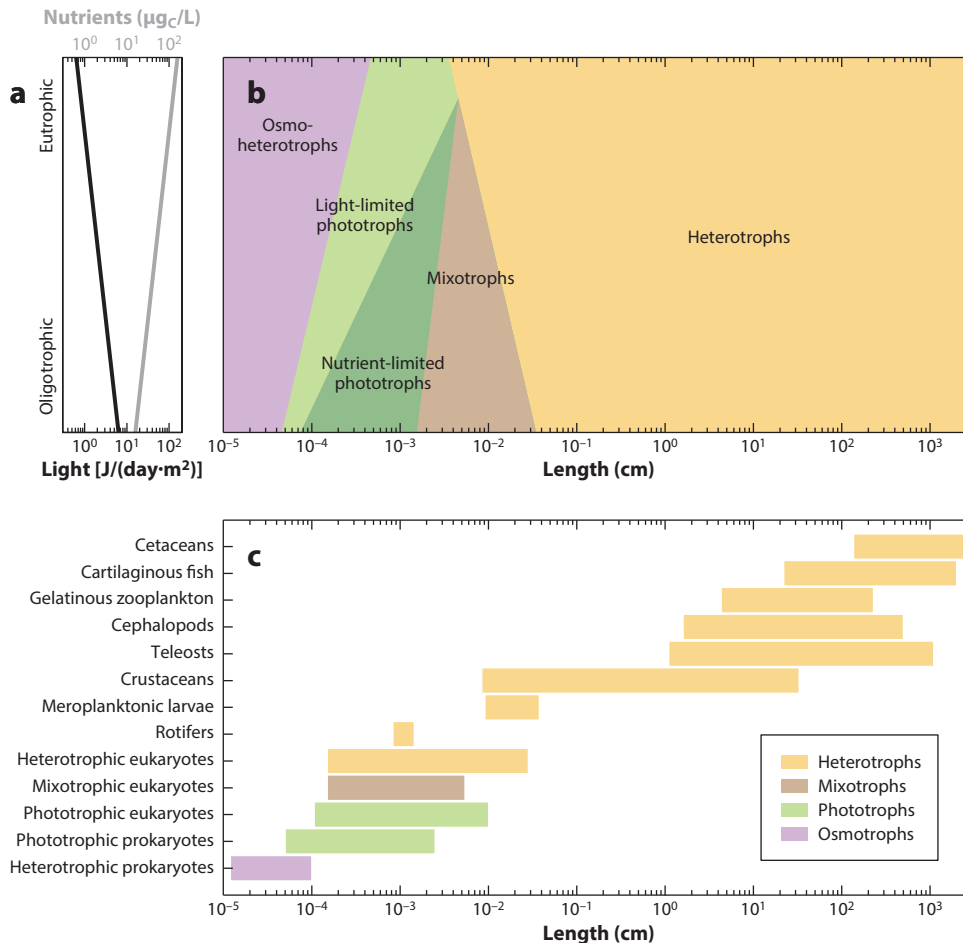 Nutrients (µgC/L)
10⁰ 10¹ 10²
a
Eutrophic
Oligotrophic
10⁰ 10¹ 10²
Light [J/(day·m²)]
b
Osmo-
heterotrophs
Light-limited
phototrophs
Nutrient-limited
phototrophs
Mixotrophs
Heterotrophs
10⁻⁵ 10⁻⁴ 10⁻³ 10⁻² 10⁻¹ 10⁰ 10¹ 10² 10³
Length (cm)
c
Cetaceans
Cartilaginous fish
Gelatinous zooplankton
Cephalopods
Teleosts
Crustaceans
Meroplanktonic larvae
Rotifers
Heterotrophic eukaryotes
Mixotrophic eukaryotes
Phototrophic eukaryotes
Phototrophic prokaryotes
Heterotrophic prokaryotes
Heterotrophs
Mixotrophs
Phototrophs
Osmotrophs
10⁻⁵ 10⁻⁴ 10⁻³ 10⁻² 10⁻¹ 10⁰ 10¹ 10² 10³
Length (cm)